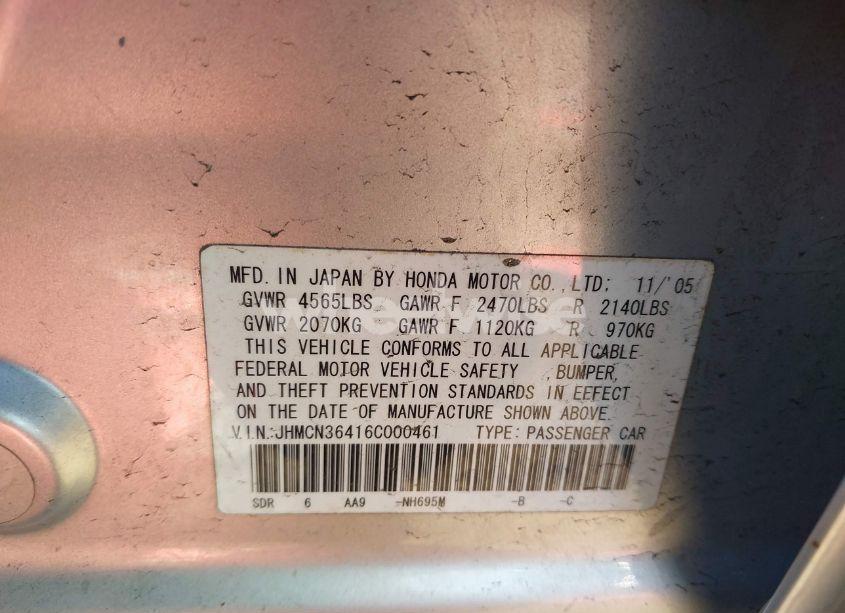 MFD. IN JAPAN BY HONDA MOTOR CO., LTD: 11/'05
GVWR 4565LBS GAWR F 2470LBS R 2140LBS
GVWR 2070KG GAWR F 1120KG R 970KG
THIS VEHICLE CONFORMS TO ALL APPLICABLE
FEDERAL MOTOR VEHICLE SAFETY , BUMPER,
AND THEFT PREVENTION STANDARDS IN EEFECT
ON THE DATE OF MANUFACTURE SHOWN ABOVE.
V.I.N.:JHMCN36416C000461 TYPE: PASSENGER CAR
SDR 6 AA9 -NH695M -B -C